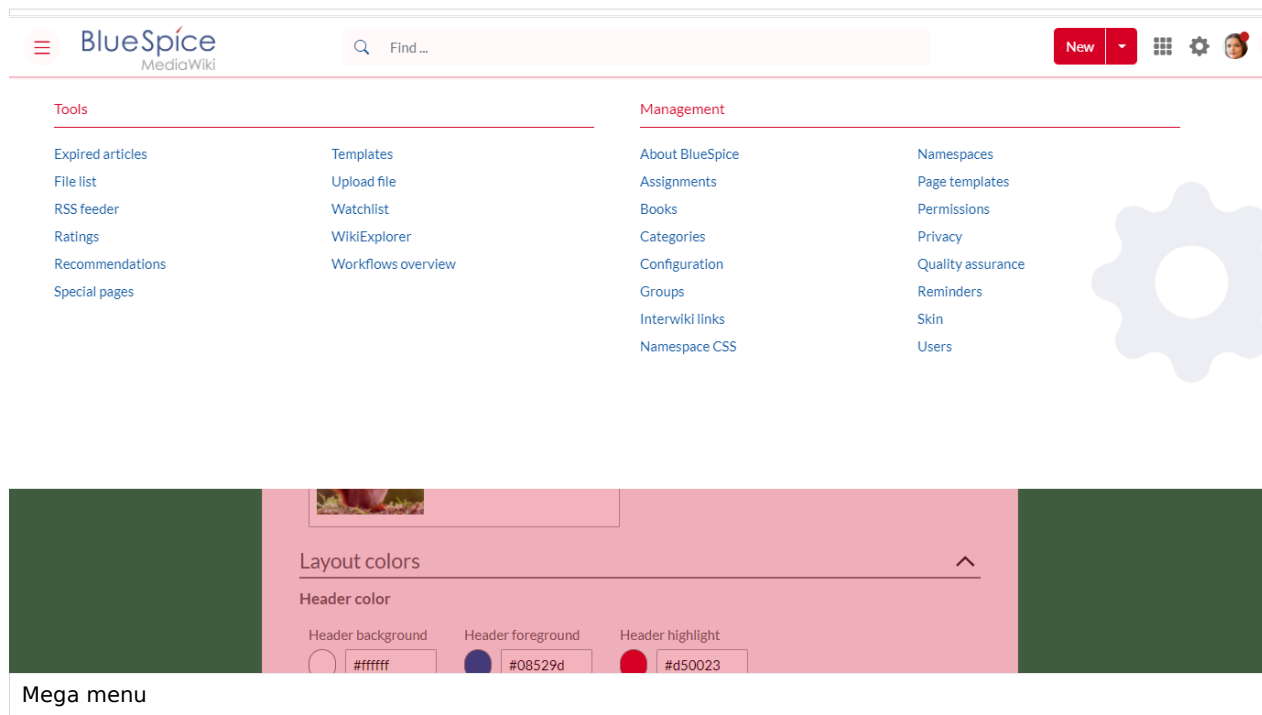 BlueSpice
MediaWiki
Find ...
New
Tools
Expired articles
File list
RSS feeder
Ratings
Recommendations
Special pages
Templates
Upload file
Watchlist
WikiExplorer
Workflows overview
Management
About BlueSpice
Assignments
Books
Categories
Configuration
Groups
Interwiki links
Namespace CSS
Namespaces
Page templates
Permissions
Privacy
Quality assurance
Reminders
Skin
Users
Layout colors
Header color
Header background Header foreground Header highlight
#ffffff #08529d #d50023
Mega menu